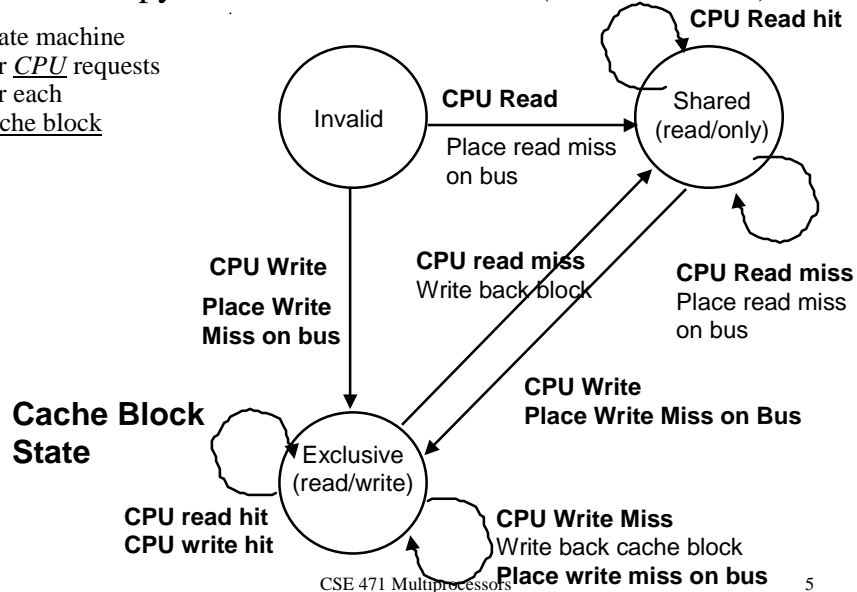 CPU Read hit
ate machine
r CPU requests
r each
che block
Invalid
CPU Read
Place read miss
on bus
Shared
(read/only)
CPU Write
Place Write
Miss on bus
CPU read miss
Write back block
CPU Read miss
Place read miss
on bus
CPU Write
Place Write Miss on Bus
Cache Block
State
Exclusive
(read/write)
CPU read hit
CPU write hit
CPU Write Miss
Write back cache block
Place write miss on bus
CSE 471 Multiprocessors
5